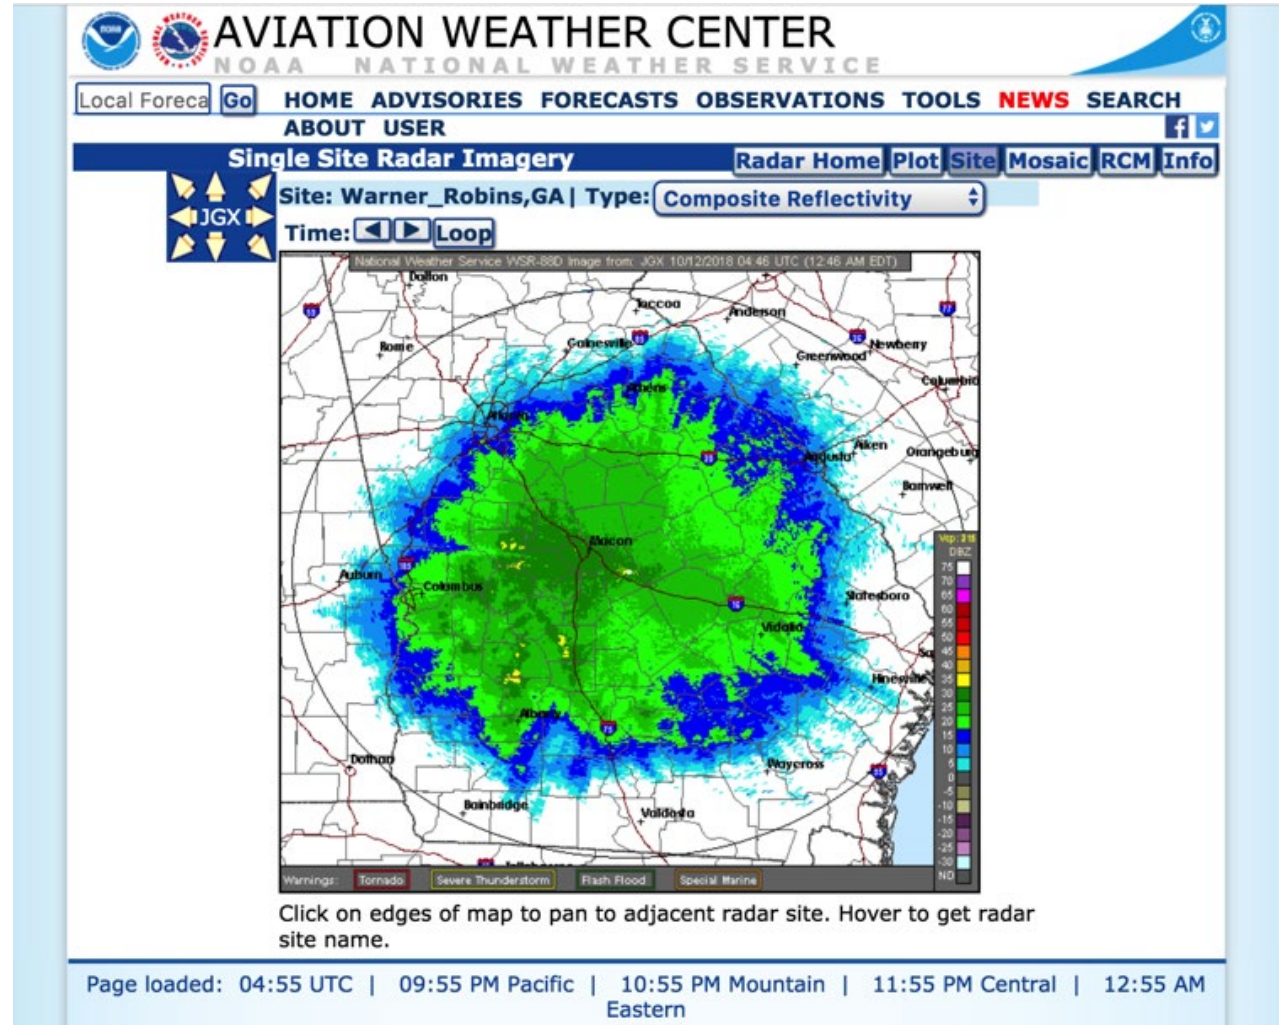 AVIATION WEATHER CENTER
NOAA NATIONAL WEATHER SERVICE
Local Foreca Go HOME ADVISORIES FORECASTS OBSERVATIONS TOOLS NEWS SEARCH
ABOUT USER
Single Site Radar Imagery Radar Home Plot Site Mosaic RCM Info
JGX Site: Warner_Robins,GA | Type: Composite Reflectivity
Time: Loop
National Weather Service WSR-88D Image from: JGX 10/12/2018 04:46 UTC (12:46 AM EDT)
Dalton
Toccoa
Anderson
Rome
Gainesville
Newberry
Greenwood
Columbia
Athens
Atlanta
Aiken
Augusta
Orangeburg
Barnwell
Macon
Auburn
Columbus
Statesboro
Vidalia
Hinesville
Albany
Dothan
Waycross
Bainbridge
Valdosta
Vcp: 215
DBZ
75
70
65
60
55
50
45
40
35
30
25
20
15
10
5
0
-5
-10
-15
-20
-25
-30
ND
Warnings: Tornado Severe Thunderstorm Flash Flood Special Marine
Click on edges of map to pan to adjacent radar site. Hover to get radar
site name.
Page loaded: 04:55 UTC | 09:55 PM Pacific | 10:55 PM Mountain | 11:55 PM Central | 12:55 AM
Eastern